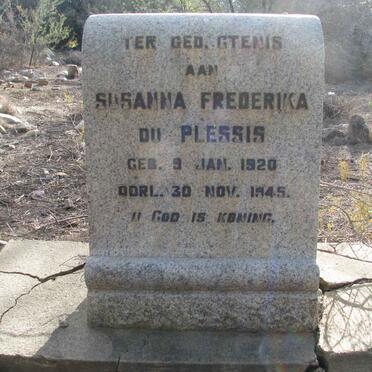 TER GED.GTENIS
AAN
SUSANNA FREDERIKA
DU PLESSIS
GEB. 9 JAN. 1920
OORL. 30 NOV. 1945.
U GOD IS KONING.